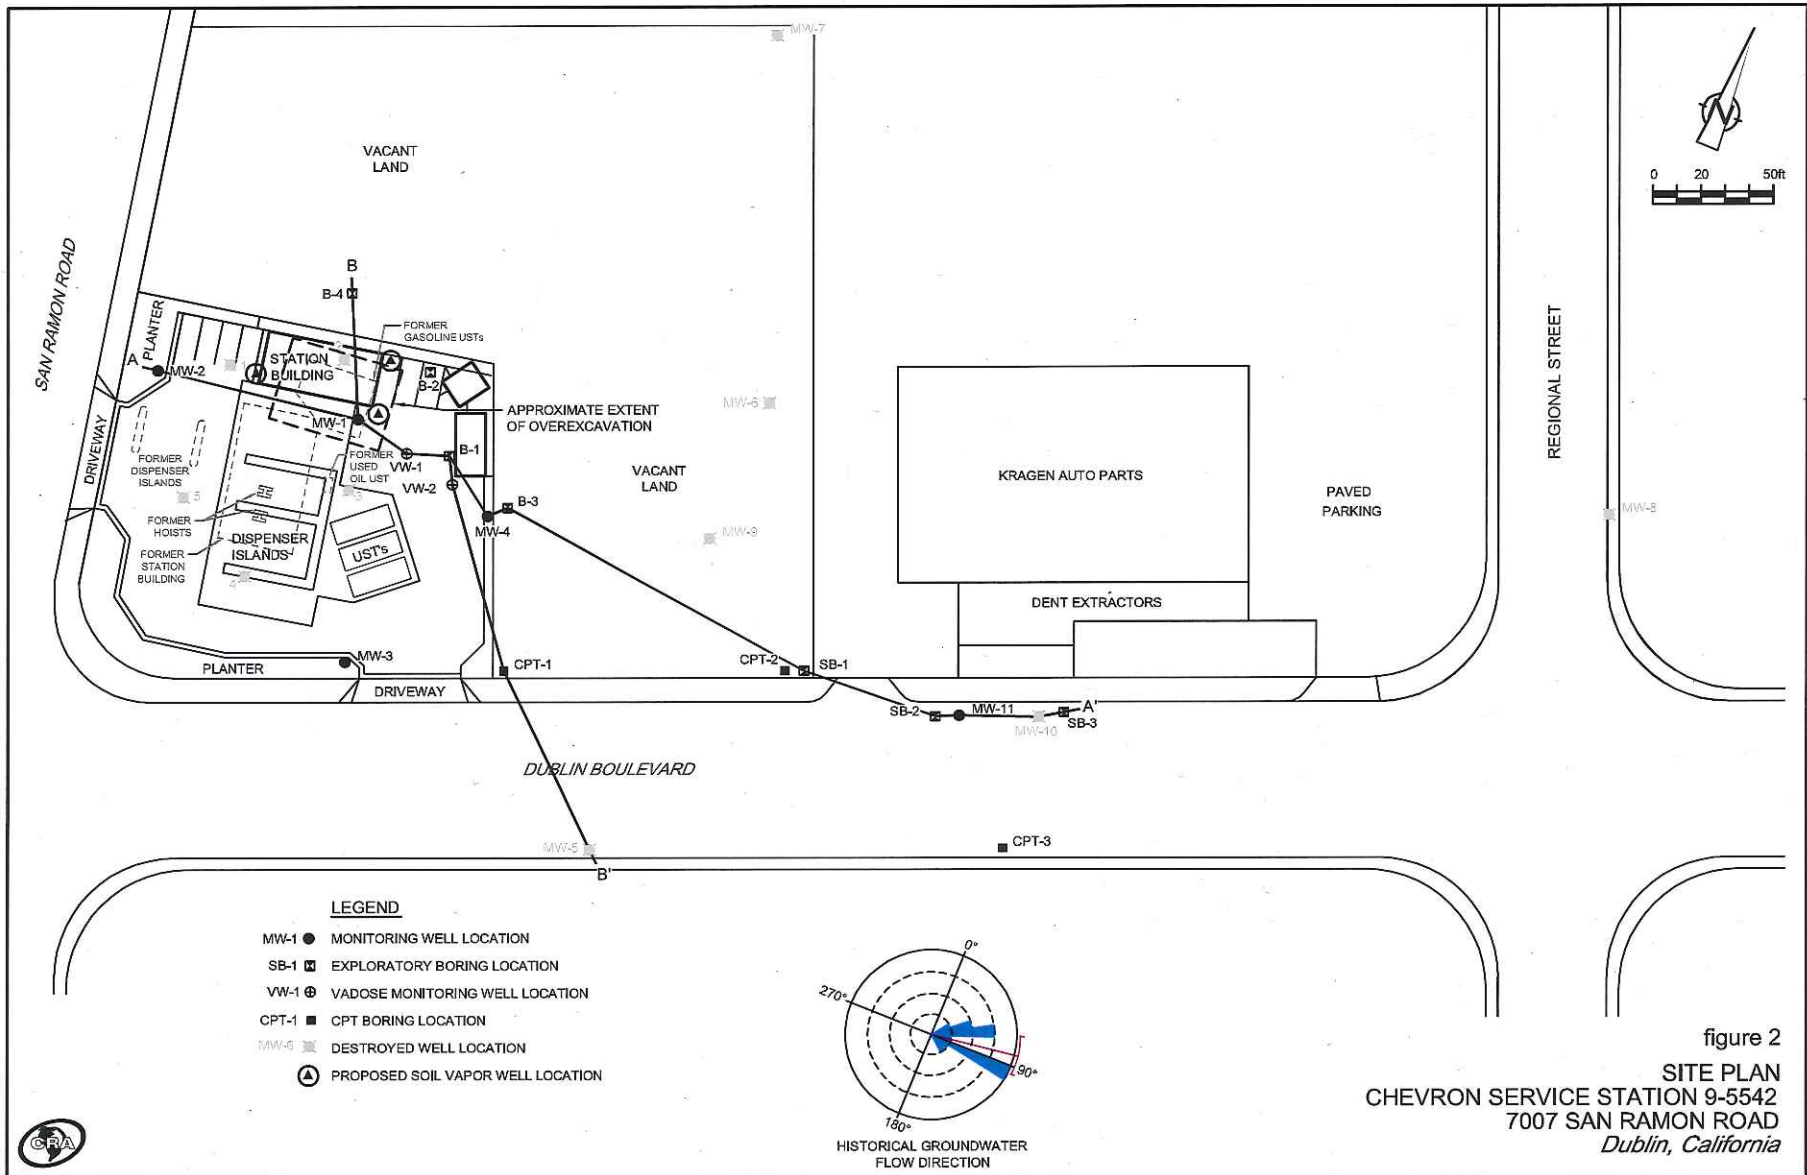 MW-7
N
VACANT
LAND
0 20 50ft
SAN RAMON ROAD
B
B-4
PLANTER
FORMER
GASOLINE USTs
A
MW-2
1
2
STATION
BUILDING
B-2
MW-6
REGIONAL STREET
APPROXIMATE EXTENT
OF OVEREXCAVATION
MW-1
DRIVEWAY
FORMER
DISPENSER
ISLANDS
FORMER
USED
OIL UST
VW-1
B-1
VW-2
VACANT
LAND
KRAGEN AUTO PARTS
PAVED
PARKING
5
3
B-3
MW-8
FORMER
HOISTS
MW-4
MW-9
DISPENSER
ISLANDS
UST's
FORMER
STATION
BUILDING
4
DENT EXTRACTORS
MW-3
PLANTER
CPT-1
CPT-2
SB-1
DRIVEWAY
SB-2
MW-11
A'
SB-3
MW-10
DUBLIN BOULEVARD
MW-5
CPT-3
B'
LEGEND
MW-1 MONITORING WELL LOCATION
SB-1 EXPLORATORY BORING LOCATION
VW-1 VADOSE MONITORING WELL LOCATION
CPT-1 CPT BORING LOCATION
MW-6 DESTROYED WELL LOCATION
PROPOSED SOIL VAPOR WELL LOCATION
0°
270°
90°
180°
HISTORICAL GROUNDWATER
FLOW DIRECTION
figure 2
SITE PLAN
CHEVRON SERVICE STATION 9-5542
7007 SAN RAMON ROAD
Dublin, California
CRA